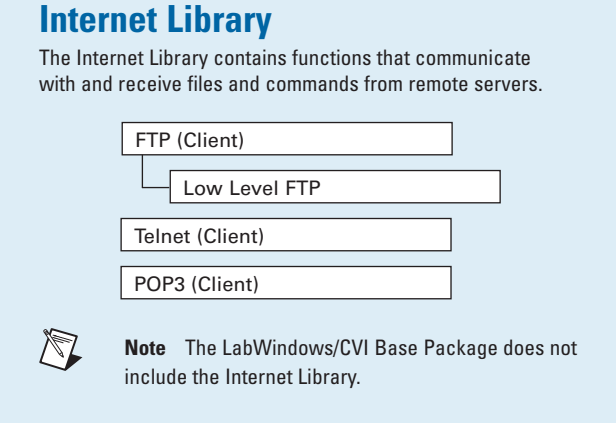 Internet Library
The Internet Library contains functions that communicate
with and receive files and commands from remote servers.
FTP (Client)
Low Level FTP
Telnet (Client)
POP3 (Client)
Note The LabWindows/CVI Base Package does not
include the Internet Library.